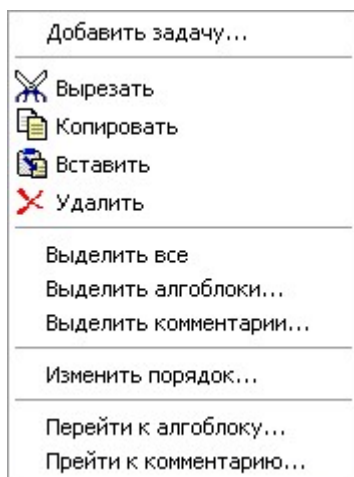 Добавить задачу...
Вырезать
Копировать
Вставить
Удалить
Выделить все
Выделить алгоблоки...
Выделить комментарии...
Изменить порядок...
Перейти к алгоблоку...
Прейти к комментарию...